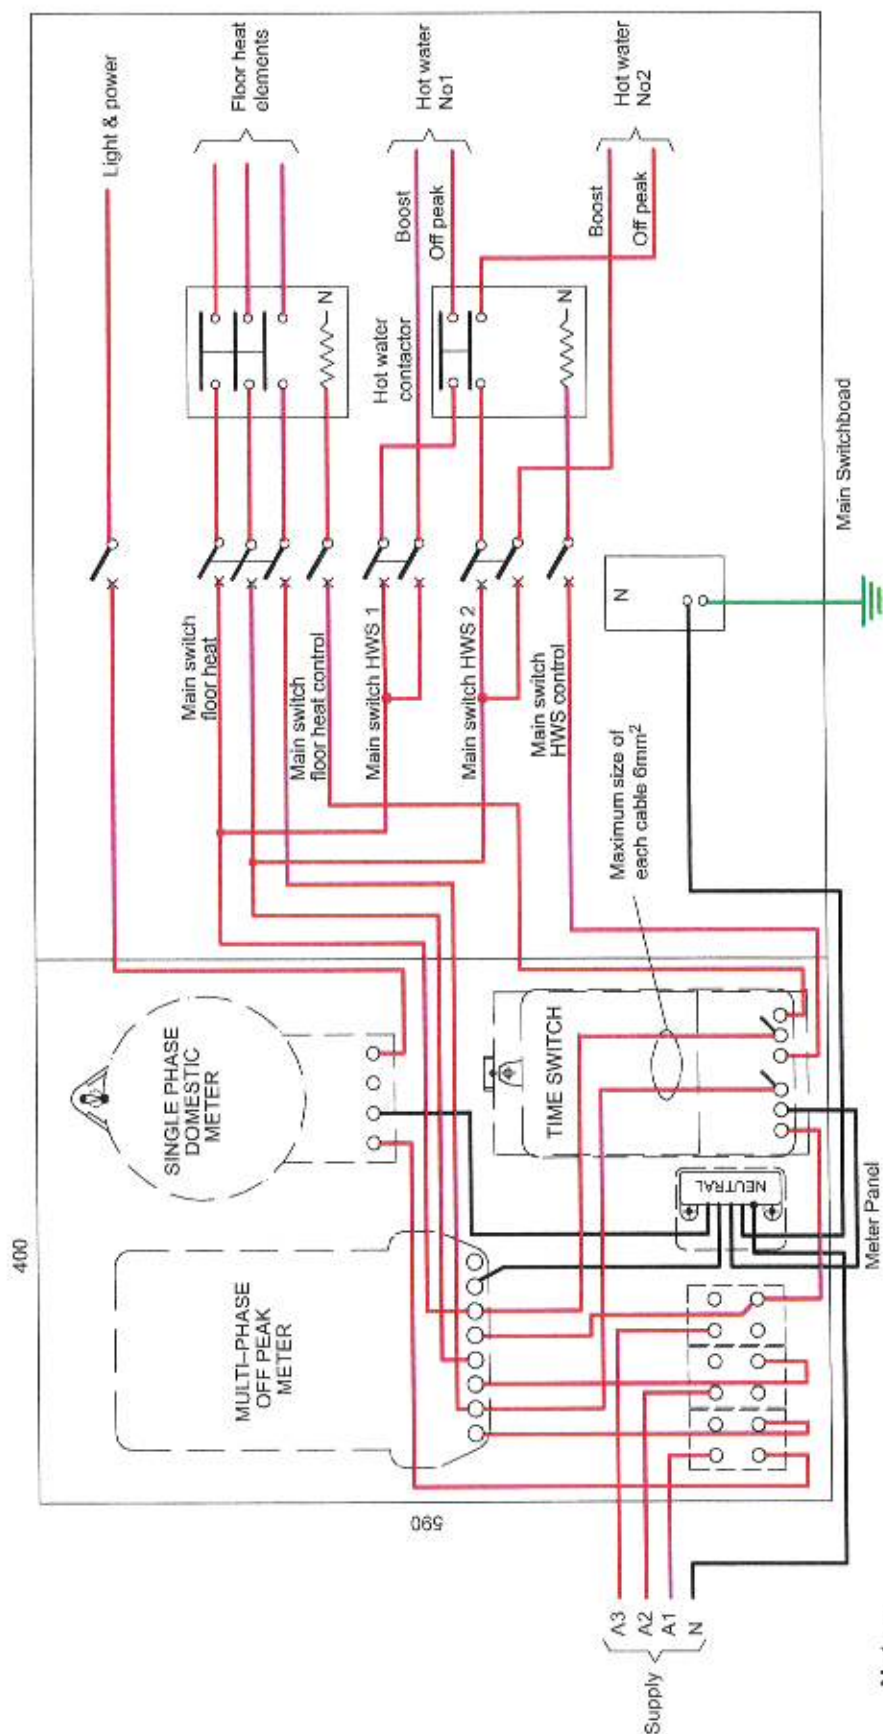 Light & power
Floor heat
elements
Hot water
No1
Hot water
No2
Boost
Off peak
Boost
Off peak
N
Hot water
contactor
N
Main switch
floor heat
Main switch
floor heat control
Main switch HWS 1
Main switch HWS 2
Main switch
HWS control
N
Main Switchboad
Maximum size of
each cable 6mm²
400
SINGLE PHASE
DOMESTIC
METER
TIME SWITCH
MULTI–PHASE
OFF PEAK
METER
NEUTRAL
Meter Panel
590
Supply
A3
A2
A1
N